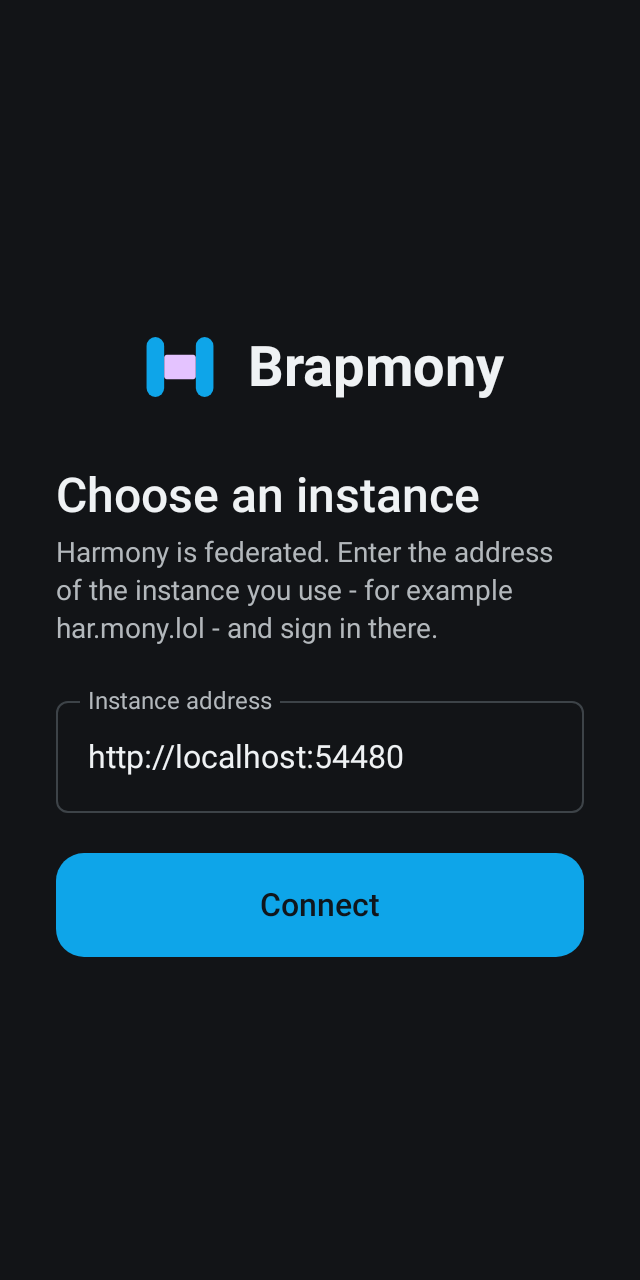 Brapmony
Choose an instance
Harmony is federated. Enter the address
of the instance you use - for example
har.mony.lol - and sign in there.
Instance address
http://localhost:54480
Connect